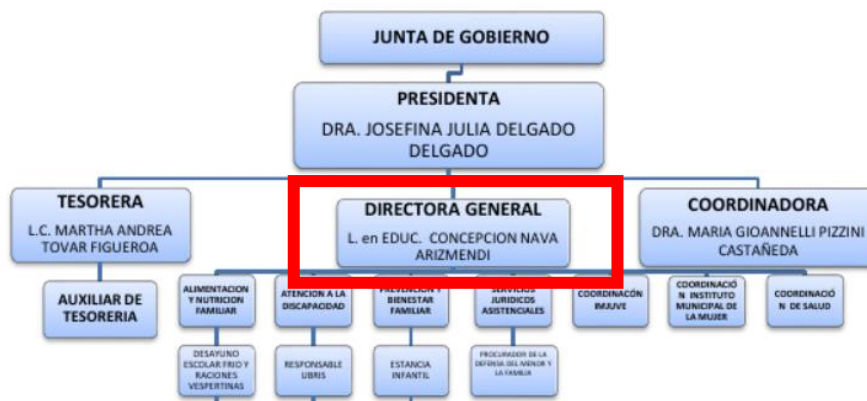 JUNTA DE GOBIERNO
PRESIDENTA
DRA. JOSEFINA JULIA DELGADO
DELGADO
TESORERA
L.C. MARTHA ANDREA
TOVAR FIGUEROA
DIRECTORA GENERAL
L. en EDUC. CONCEPCION NAVA
ARIZMENDI
COORDINADORA
DRA. MARIA GIOANNELLI PIZZINI
CASTAÑEDA
AUXILIAR DE
TESORERIA
ALIMENTACION
Y NUTRICION
FAMILIAR
ATENCION A LA
DISCAPACIDAD
PREVENCION Y
BIENESTAR
FAMILIAR
SERVICIOS
JURIDICOS
ASISTENCIALES
COORDINACÓN
IMJUVE
COORDINACIÓ
N INSTITUTO
MUNICIPAL DE
LA MUJER
COORDINACIÓ
N DE SALUD
DESAYUNO
ESCOLAR FRIO Y
RACIONES
VESPERTINAS
RESPONSABLE
UBRIS
ESTANCIA
INFANTIL
PROCURADOR DE LA
DEFENSA DEL MENOR Y
LA FAMILIA